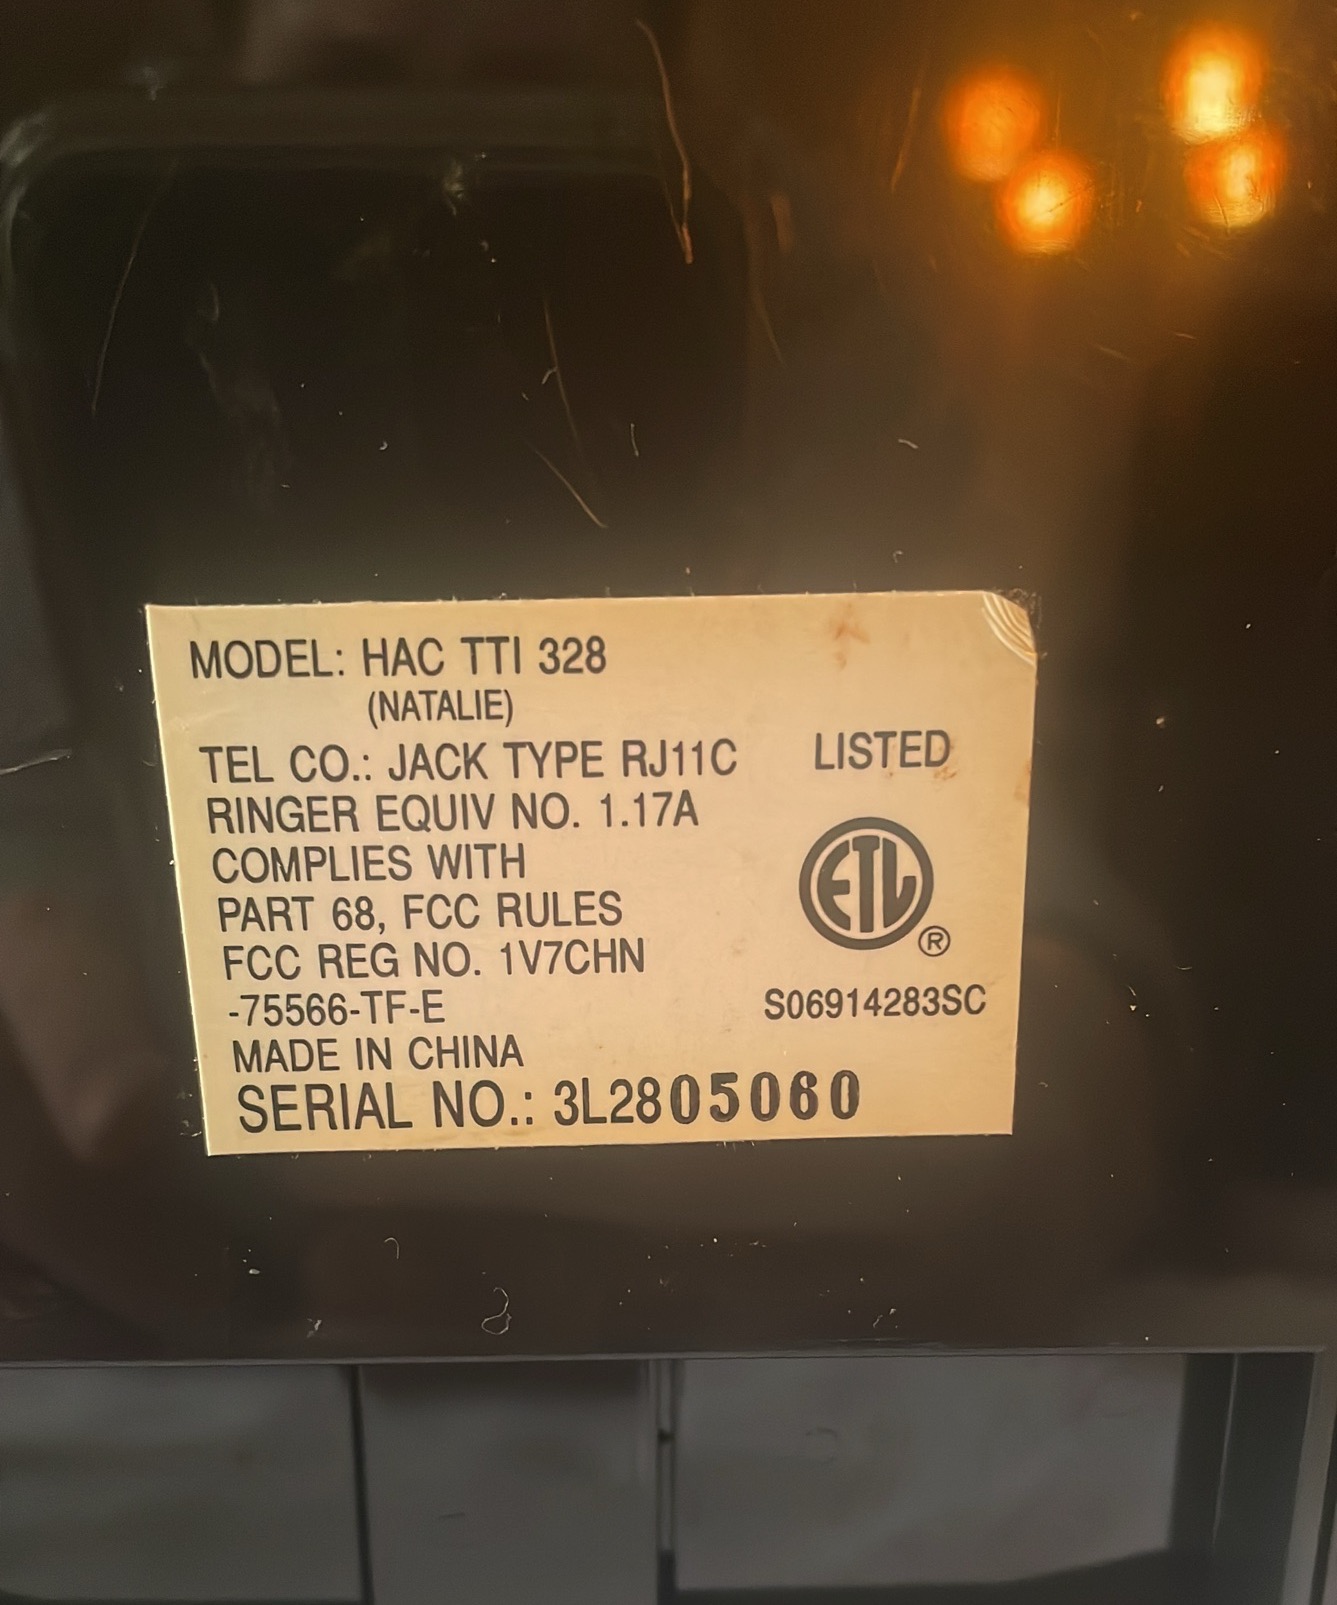 MODEL: HAC TTI 328
(NATALIE)
TEL CO.: JACK TYPE RJ11C
RINGER EQUIV NO. 1.17A
COMPLIES WITH
PART 68, FCC RULES
FCC REG NO. 1V7CHN
-75566-TF-E
MADE IN CHINA
SERIAL NO.: 3L2805060
LISTED
ETL
®
S06914283SC